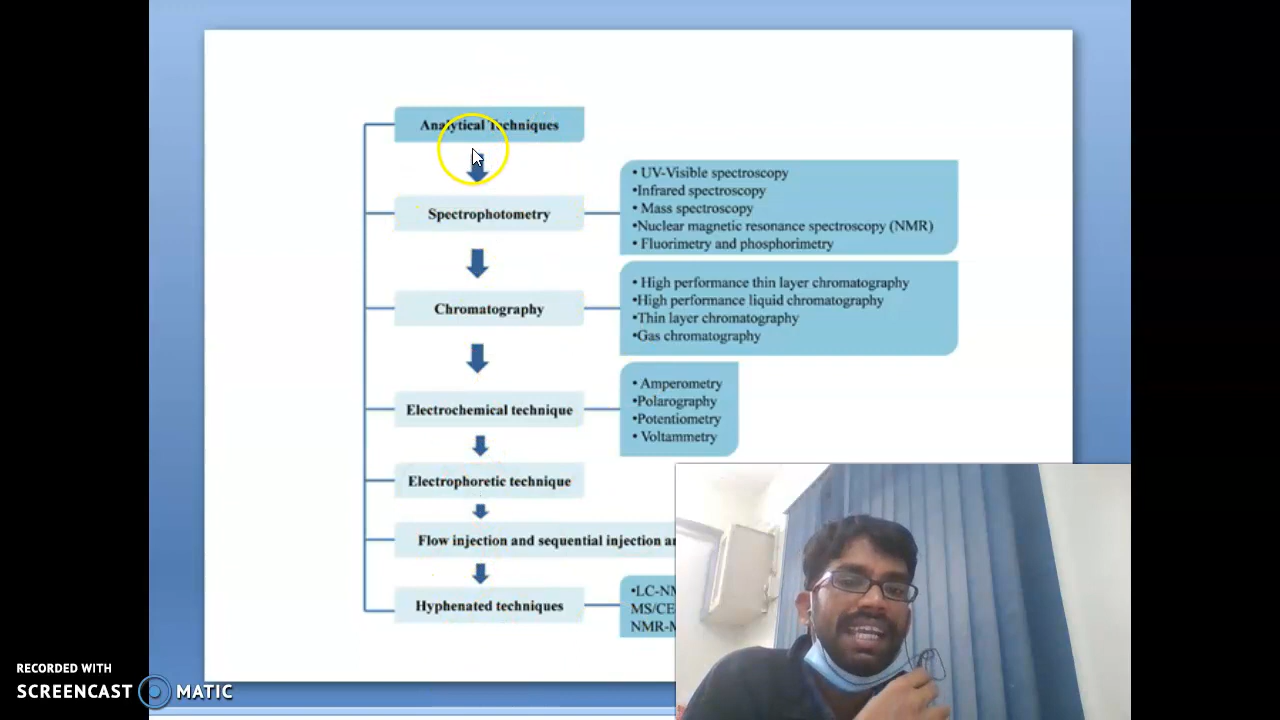 Analytical Techniques
Spectrophotometry
• UV-Visible spectroscopy
•Infrared spectroscopy
• Mass spectroscopy
•Nuclear magnetic resonance spectroscopy (NMR)
• Fluorimetry and phosphorimetry
Chromatography
• High performance thin layer chromatography
•High performance liquid chromatography
•Thin layer chromatography
•Gas chromatography
Electrochemical technique
• Amperometry
•Polarography
•Potentiometry
• Voltammetry
Electrophoretic technique
Flow injection and sequential injection
Hyphenated techniques
MS/CE
RECORDED WITH
SCREENCAST MATIC